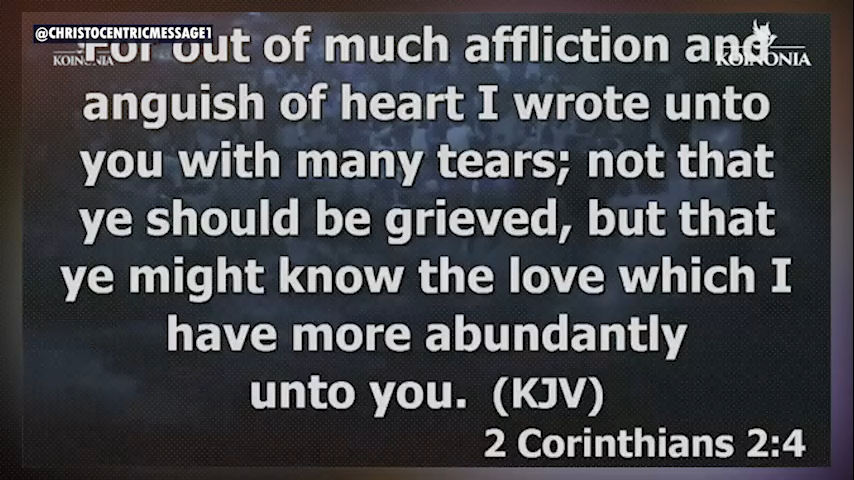 @CHRISTOCENTRICMESSAGE1
KOINONIA
KOINONIA
For out of much affliction and
anguish of heart I wrote unto
you with many tears; not that
ye should be grieved, but that
ye might know the love which I
have more abundantly
unto you. (KJV)
2 Corinthians 2:4